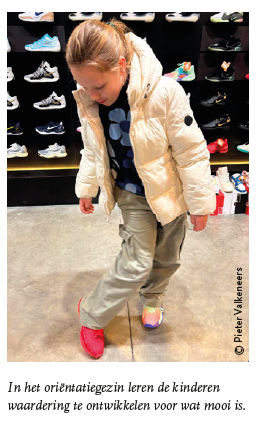 © Pieter Valkeneers
In het oriëntatiegezin leren de kinderen
waardering te ontwikkelen voor wat mooi is.